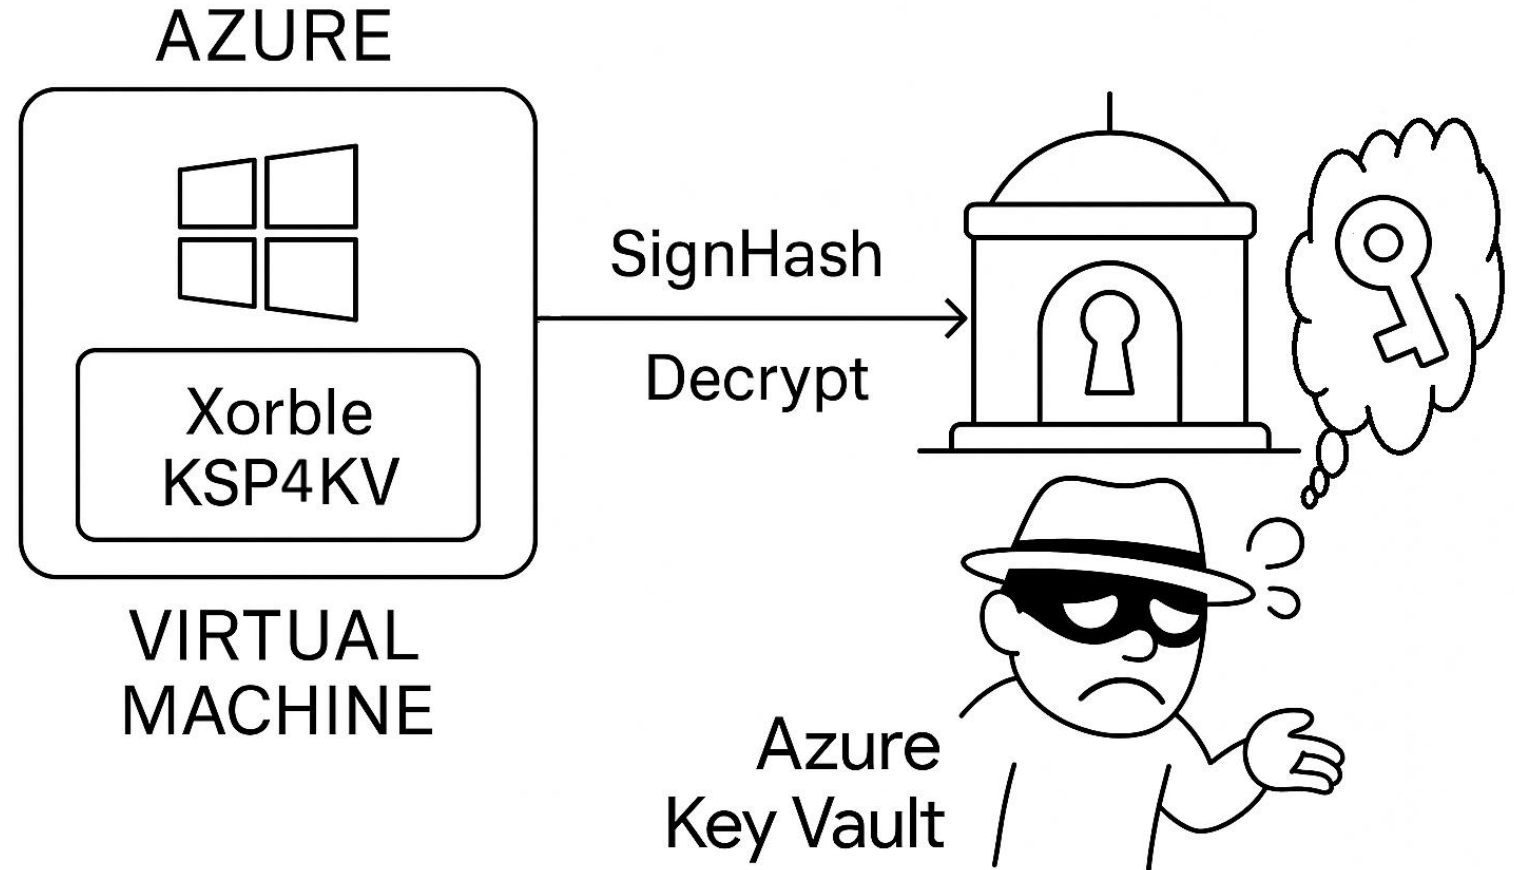 AZURE
Xorble
KSP4KV
VIRTUAL
MACHINE
SignHash
Decrypt
Azure
Key Vault